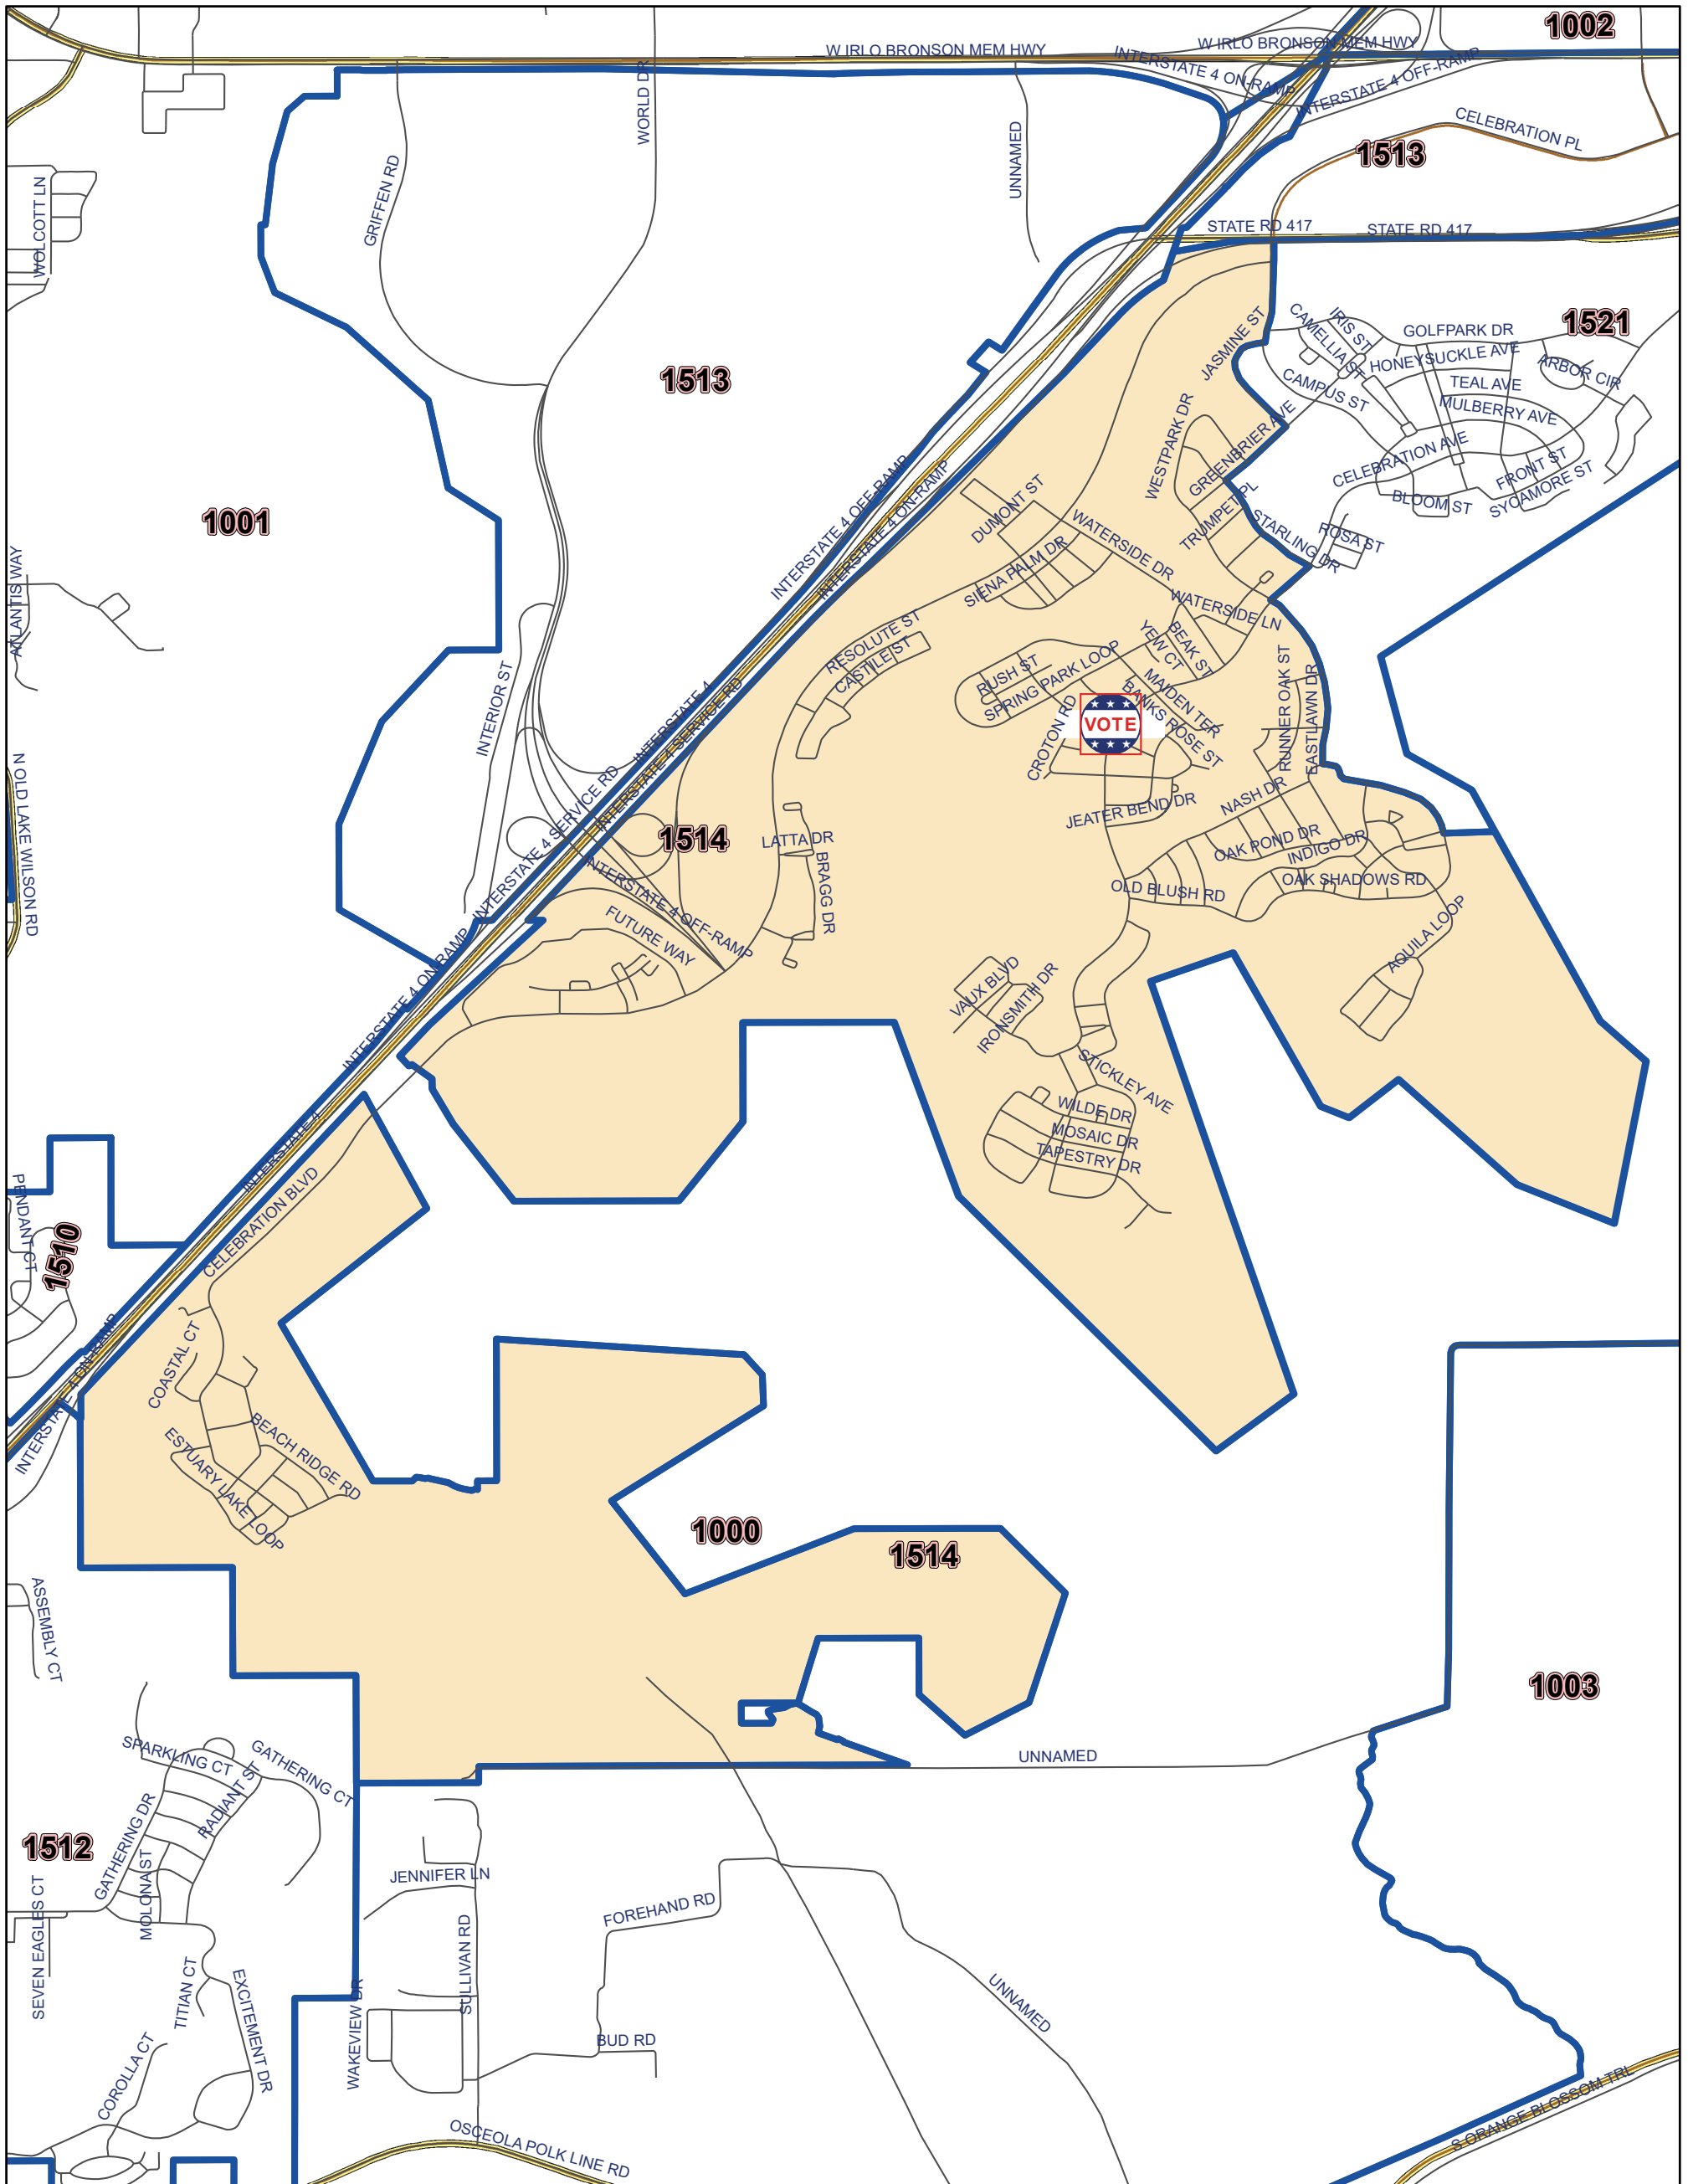 1002
W IRLO BRONSON MEM HWY
W IRLO BRONSON MEM HWY
INTERSTATE 4 ON-RAMP
INTERSTATE 4 OFF-RAMP
WORLD DR
CELEBRATION PL
1513
UNNAMED
GRIFFEN RD
WOLCOTT LN
STATE RD 417
STATE RD 417
1521
JASMINE ST
CAMELLIA ST
IRIS ST
GOLFPARK DR
HONEYSUCKLE AVE
ARBOR CIR
TEAL AVE
CAMPUS ST
MULBERRY AVE
1513
WESTPARK DR
GREENBRIER AVE
CELEBRATION AVE
FRONT ST
SYCAMORE ST
BLOOM ST
1001
INTERSTATE 4 OFF-RAMP
INTERSTATE 4 ON-RAMP
DUMONT ST
TRUMPET PL
STARLING DR
ROSA ST
WATERSIDE DR
SIENA PALM DR
ATLANTIS WAY
WATERSIDE LN
RESOLUTE ST
CASTILE ST
YEW CT
BEAK ST
RUSH ST
SPRING PARK LOOP
MAIDEN TER
BANKS ROSE ST
RUNNER OAK ST
EASTLAWN DR
INTERIOR ST
INTERSTATE 4
INTERSTATE 4 SERVICE RD
CROTON RD
VOTE
N OLD LAKE WILSON RD
INTERSTATE 4 SERVICE RD
1514
LATTA DR
BRAGG DR
JEATER BEND DR
NASH DR
OAK POND DR
INDIGO DR
OLD BLUSH RD
OAK SHADOWS RD
INTERSTATE 4 OFF-RAMP
FUTURE WAY
AQUILA LOOP
INTERSTATE 4 ON-RAMP
VAUX BLVD
IRONSMITH DR
STICKLEY AVE
WILDE DR
MOSAIC DR
TAPESTRY DR
INTERSTATE 4
PENDANT CT
1510
CELEBRATION BLVD
INTERSTATE 4 ON-RAMP
COASTAL CT
BEACH RIDGE RD
ESTUARY LAKE LOOP
1000
1514
ASSEMBLY CT
1003
SPARKLING CT
GATHERING CT
UNNAMED
RADIANT ST
GATHERING DR
1512
MOLONA ST
SEVEN EAGLES CT
JENNIFER LN
FOREHAND RD
SULLIVAN RD
TITIAN CT
EXCITEMENT DR
WAKEVIEW DR
UNNAMED
BUD RD
COROLLA CT
S ORANGE BLOSSOM TRL
OSCEOLA POLK LINE RD